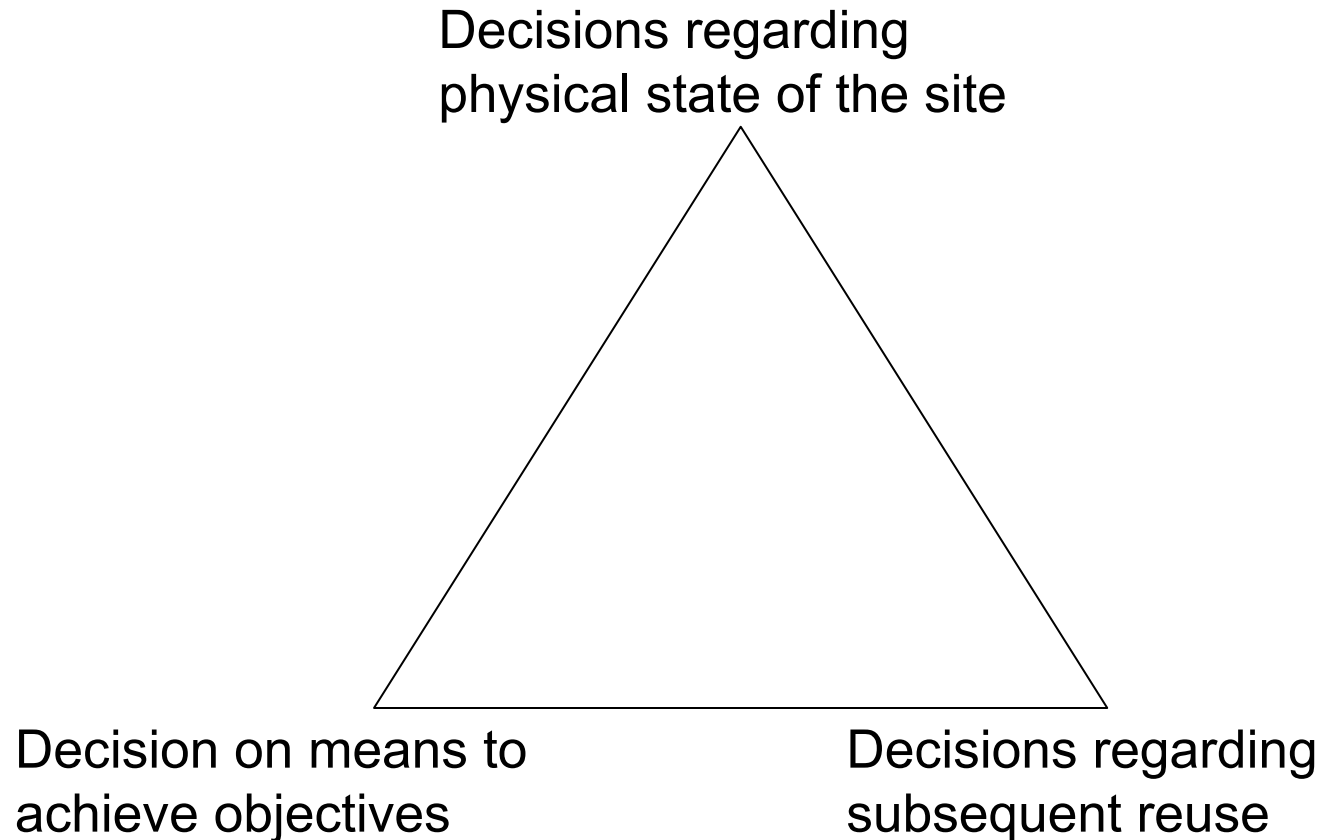 Decisions regarding
physical state of the site
Decision on means to
achieve objectives
Decisions regarding
subsequent reuse